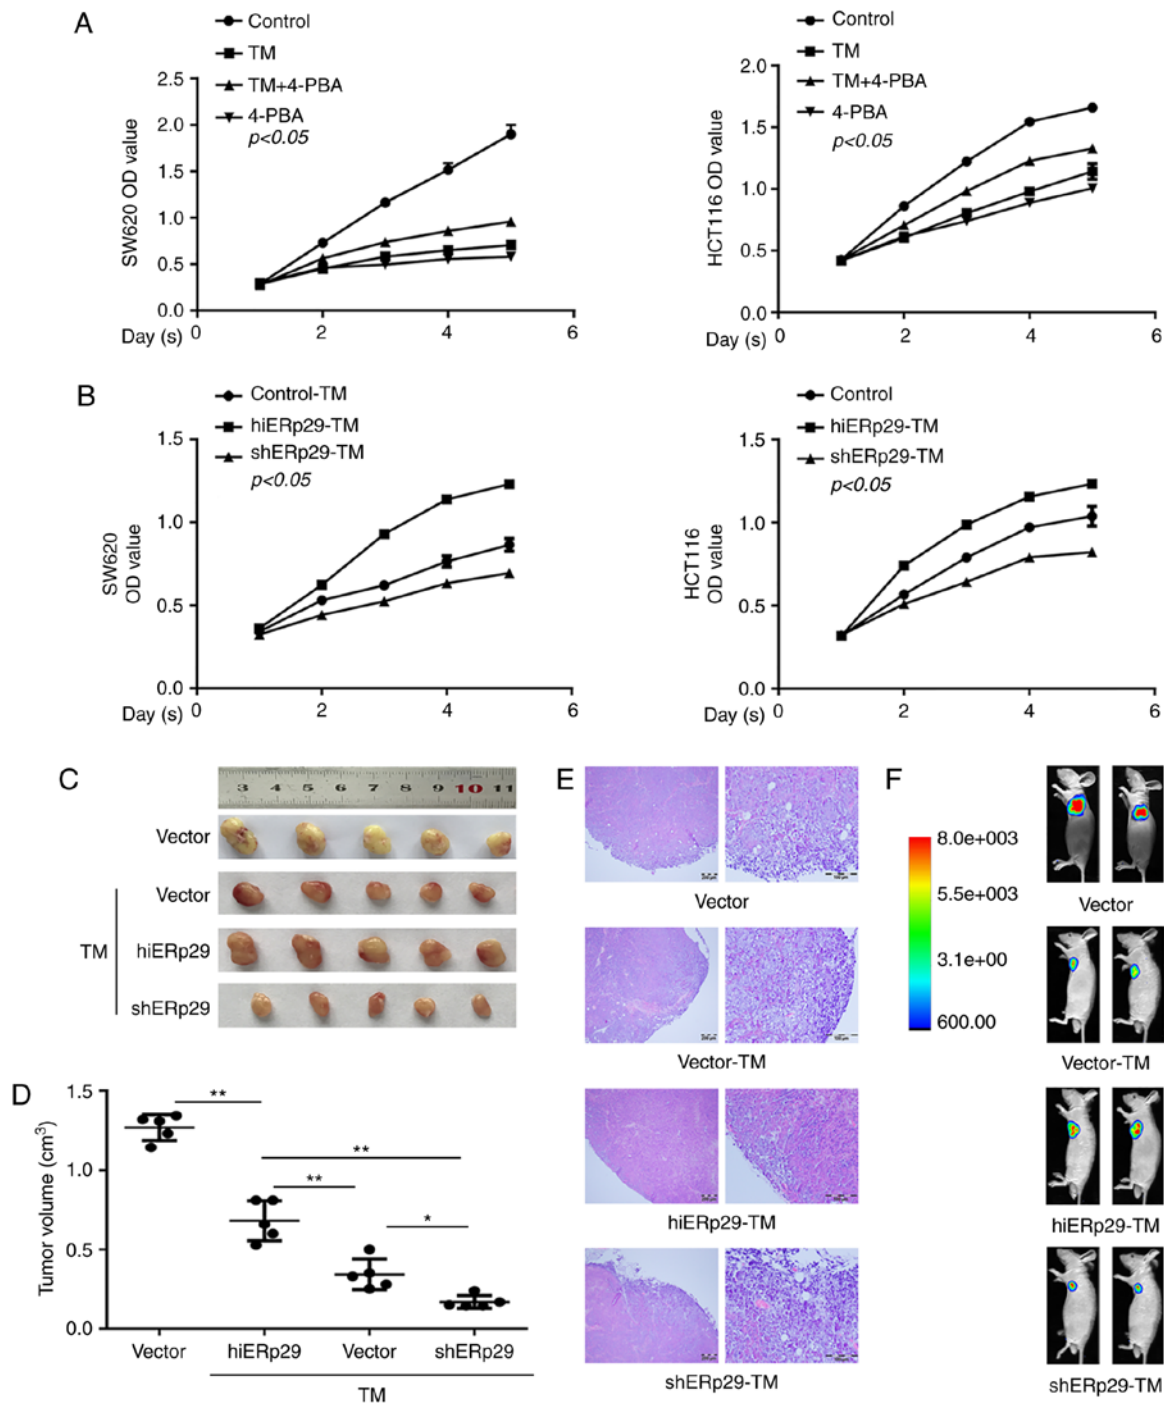 A
Control
TM
TM+4-PBA
4-PBA
p<0.05
SW620 OD value
2.5
2.0
1.5
1.0
0.5
0.0
0
2
4
6
Day (s)
Control
TM
TM+4-PBA
4-PBA
p<0.05
HCT116 OD value
2.0
1.5
1.0
0.5
0.0
0
2
4
6
Day (s)
B
Control-TM
hiERp29-TM
shERp29-TM
p<0.05
SW620
OD value
1.5
1.0
0.5
0.0
0
2
4
6
Day (s)
Control
hiERp29-TM
shERp29-TM
p<0.05
HCT116
OD value
1.5
1.0
0.5
0.0
0
2
4
6
Day (s)
C
3 4 5 6 7 8 9 10 11
Vector
Vector
TM
hiERp29
shERp29
D
Tumor volume (cm³)
1.5
1.0
0.5
0.0
**
**
**
*
Vector
hiERp29
Vector
shERp29
TM
E
Vector
Vector-TM
hiERp29-TM
shERp29-TM
F
8.0e+003
5.5e+003
3.1e+00
600.00
Vector
Vector-TM
hiERp29-TM
shERp29-TM